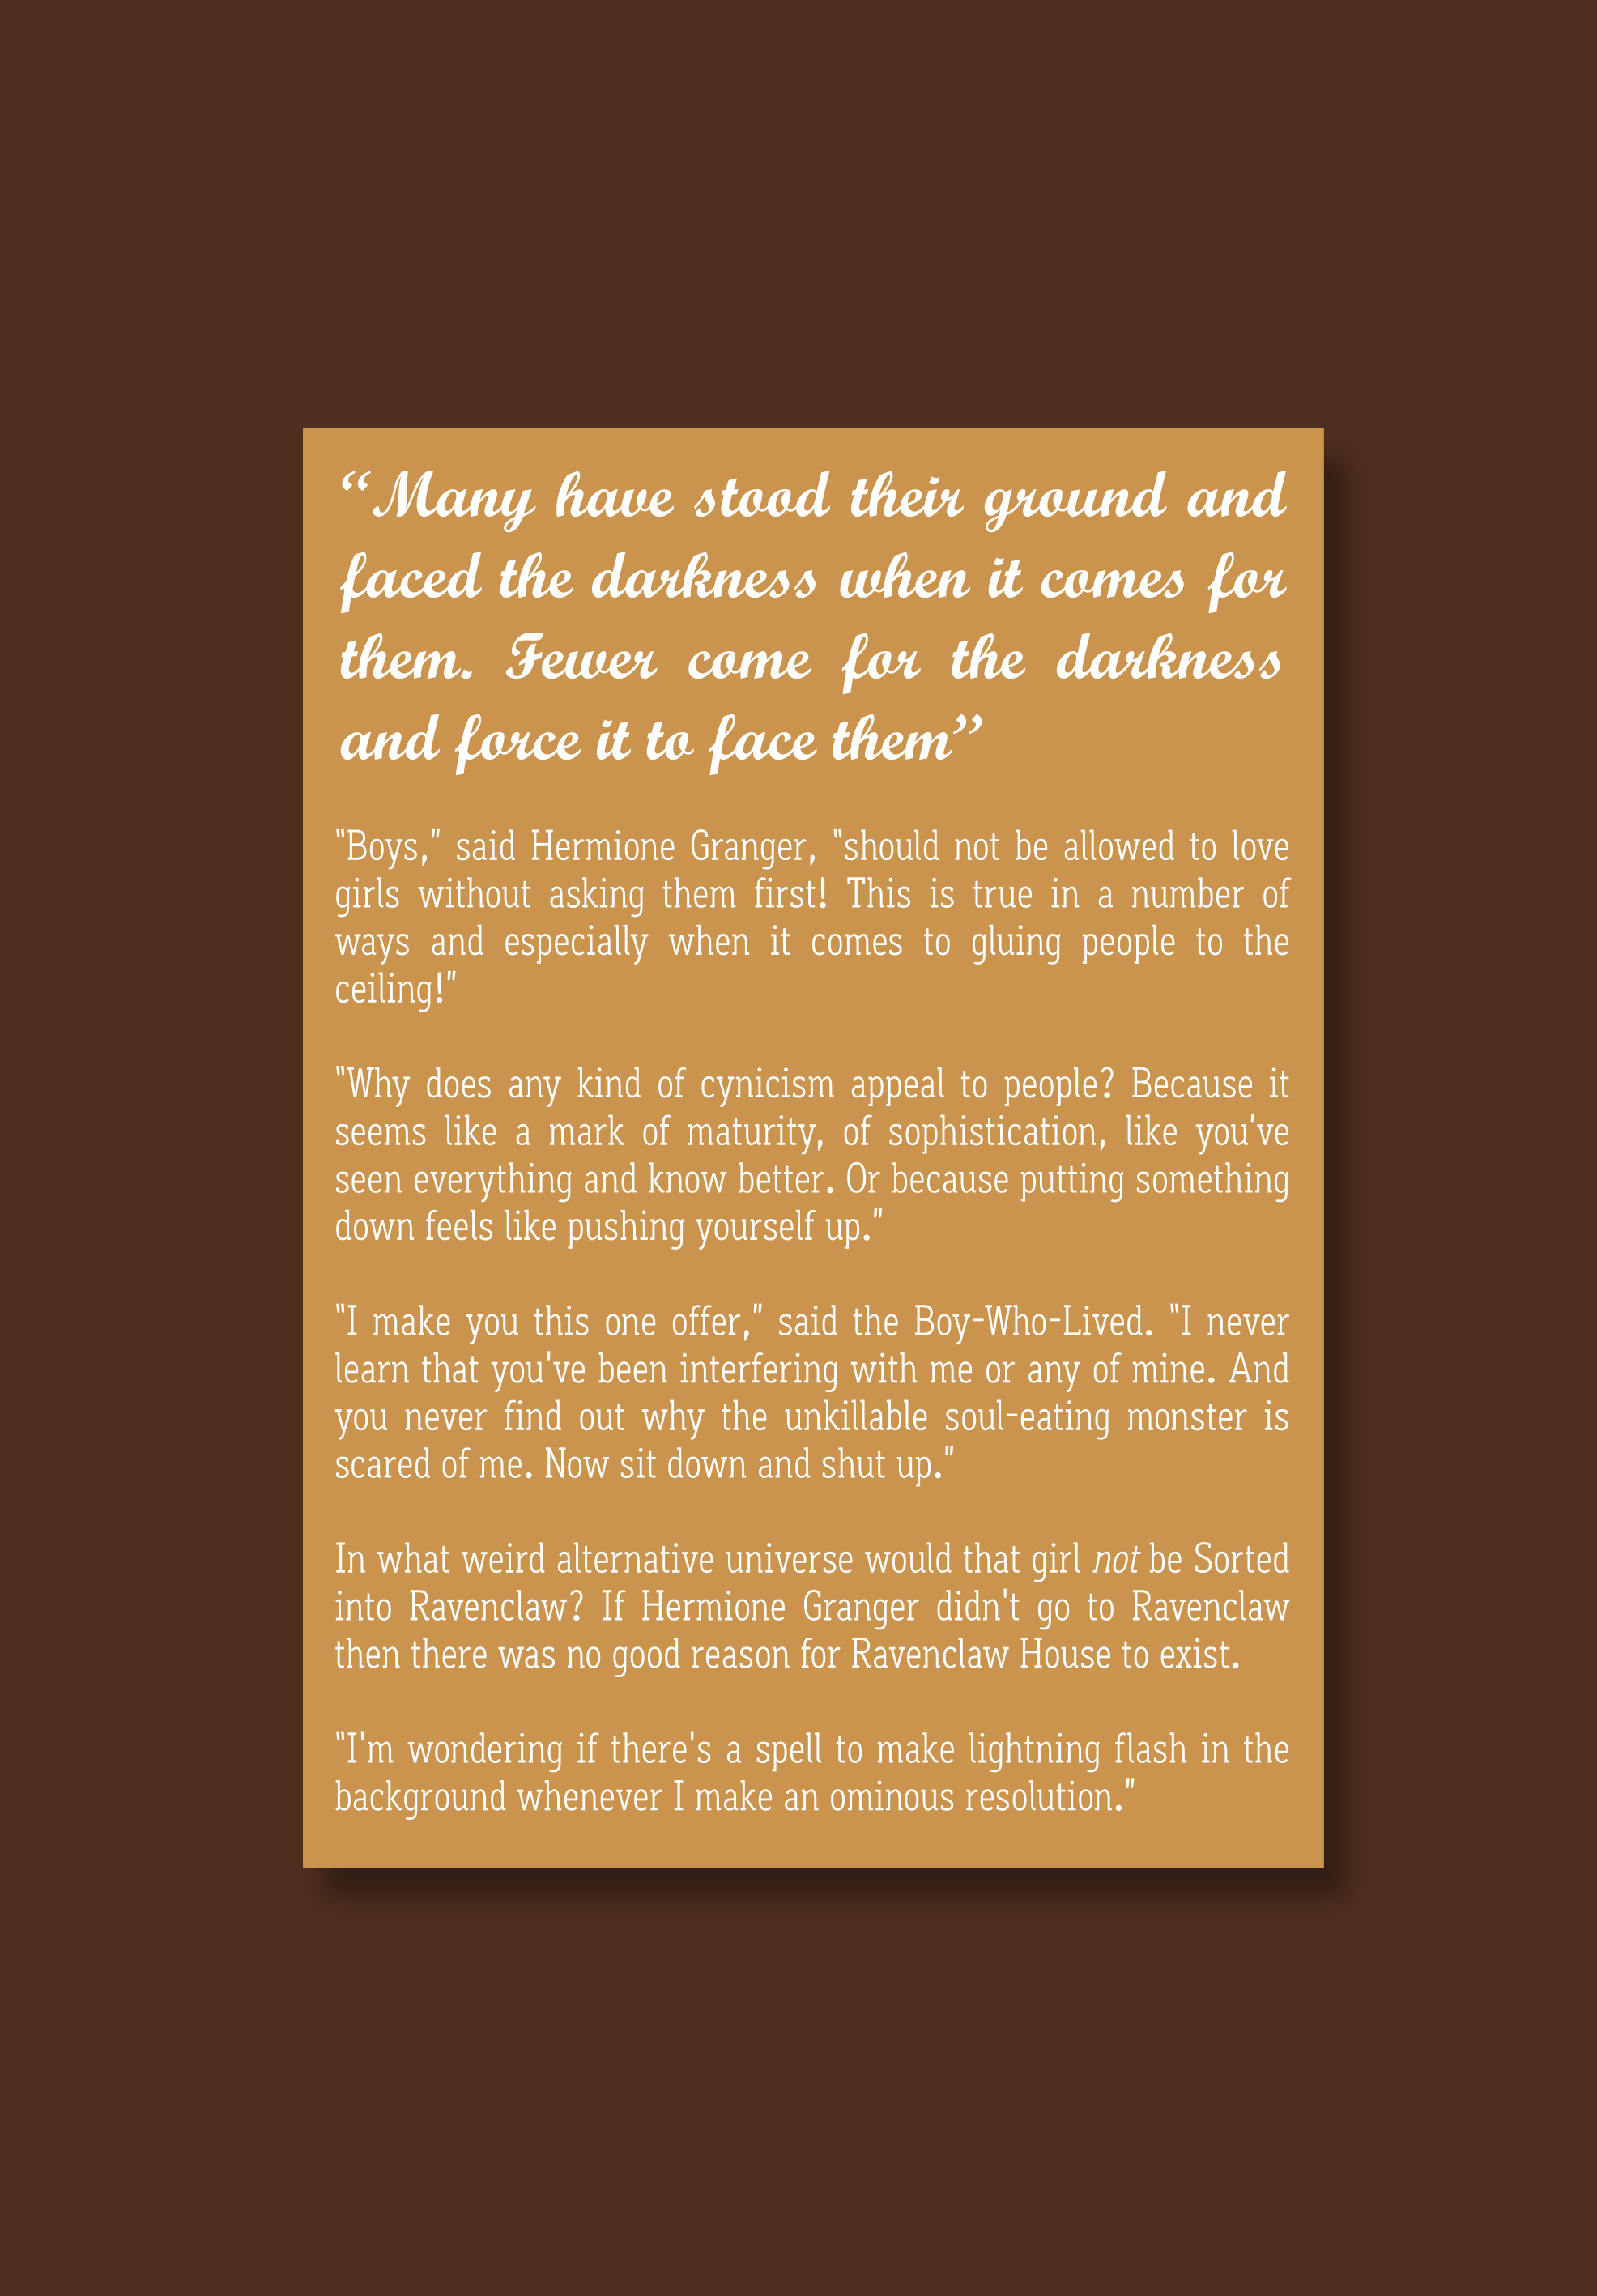 “Many have stood their ground and
faced the darkness when it comes for
them. Fewer come for the darkness
and force it to face them”
"Boys," said Hermione Granger, "should not be allowed to love
girls without asking them first! This is true in a number of
ways and especially when it comes to gluing people to the
ceiling!"
"Why does any kind of cynicism appeal to people? Because it
seems like a mark of maturity, of sophistication, like you've
seen everything and know better. Or because putting something
down feels like pushing yourself up."
"I make you this one offer," said the Boy-Who-Lived. "I never
learn that you've been interfering with me or any of mine. And
you never find out why the unkillable soul-eating monster is
scared of me. Now sit down and shut up."
In what weird alternative universe would that girl not be Sorted
into Ravenclaw? If Hermione Granger didn't go to Ravenclaw
then there was no good reason for Ravenclaw House to exist.
"I'm wondering if there's a spell to make lightning flash in the
background whenever I make an ominous resolution."